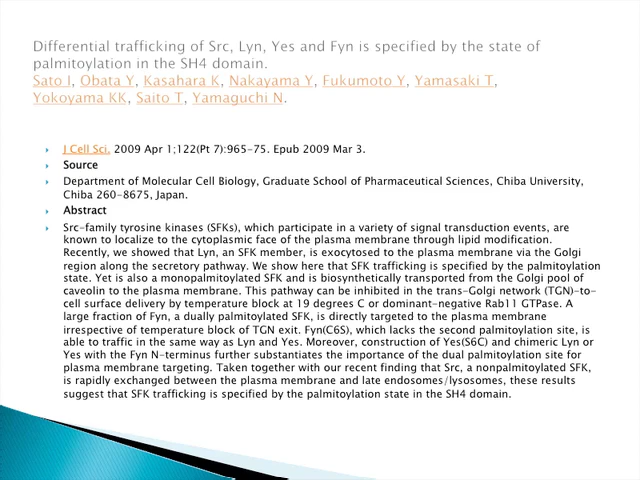 Differential trafficking of Src, Lyn, Yes and Fyn is specified by the state of
palmitoylation in the SH4 domain.
Sato I, Obata Y, Kasahara K, Nakayama Y, Fukumoto Y, Yamasaki T,
Yokoyama KK, Saito T, Yamaguchi N.
J Cell Sci. 2009 Apr 1;122(Pt 7):965-75. Epub 2009 Mar 3.
Source
Department of Molecular Cell Biology, Graduate School of Pharmaceutical Sciences, Chiba University,
Chiba 260-8675, Japan.
Abstract
Src-family tyrosine kinases (SFKs), which participate in a variety of signal transduction events, are
known to localize to the cytoplasmic face of the plasma membrane through lipid modification.
Recently, we showed that Lyn, an SFK member, is exocytosed to the plasma membrane via the Golgi
region along the secretory pathway. We show here that SFK trafficking is specified by the palmitoylation
state. Yet is also a monopalmitoylated SFK and is biosynthetically transported from the Golgi pool of
caveolin to the plasma membrane. This pathway can be inhibited in the trans-Golgi network (TGN)-to-
cell surface delivery by temperature block at 19 degrees C or dominant-negative Rab11 GTPase. A
large fraction of Fyn, a dually palmitoylated SFK, is directly targeted to the plasma membrane
irrespective of temperature block of TGN exit. Fyn(C6S), which lacks the second palmitoylation site, is
able to traffic in the same way as Lyn and Yes. Moreover, construction of Yes(S6C) and chimeric Lyn or
Yes with the Fyn N-terminus further substantiates the importance of the dual palmitoylation site for
plasma membrane targeting. Taken together with our recent finding that Src, a nonpalmitoylated SFK,
is rapidly exchanged between the plasma membrane and late endosomes/lysosomes, these results
suggest that SFK trafficking is specified by the palmitoylation state in the SH4 domain.